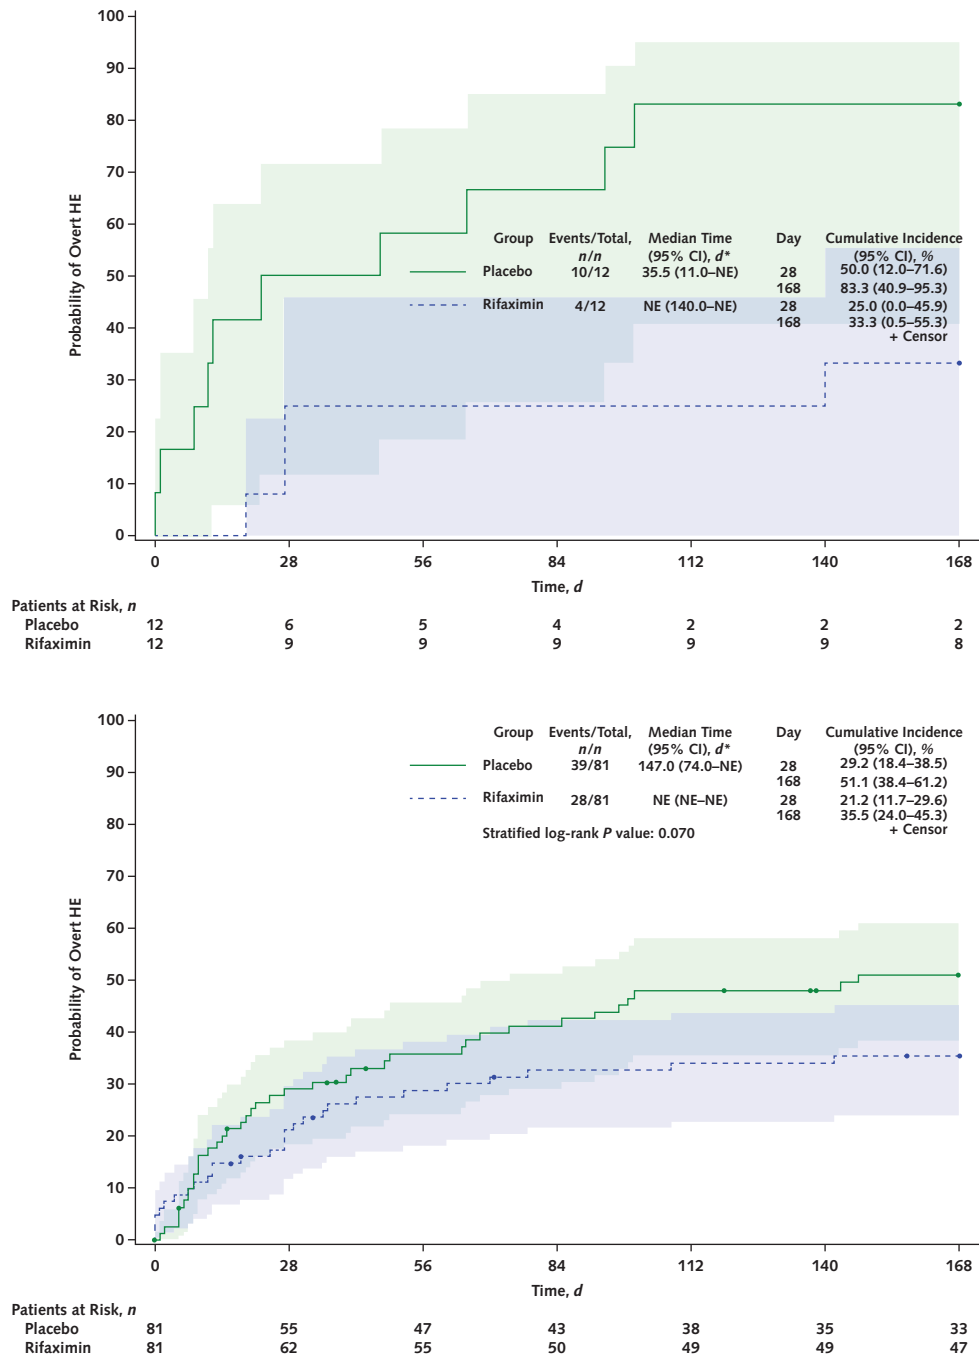 100
90
80
70
60
50
40
30
20
10
0
Probability of Overt HE
Group Events/Total, Median Time Day Cumulative Incidence
n/n (95% CI), d* (95% CI), %
Placebo 10/12 35.5 (11.0–NE) 28 50.0 (12.0–71.6)
168 83.3 (40.9–95.3)
Rifaximin 4/12 NE (140.0–NE) 28 25.0 (0.0–45.9)
168 33.3 (0.5–55.3)
+ Censor
0 28 56 84 112 140 168
Time, d
Patients at Risk, n
Placebo 12 6 5 4 2 2 2
Rifaximin 12 9 9 9 9 9 8
100
90
80
70
60
50
40
30
20
10
0
Probability of Overt HE
Group Events/Total, Median Time Day Cumulative Incidence
n/n (95% CI), d* (95% CI), %
Placebo 39/81 147.0 (74.0–NE) 28 29.2 (18.4–38.5)
168 51.1 (38.4–61.2)
Rifaximin 28/81 NE (NE–NE) 28 21.2 (11.7–29.6)
168 35.5 (24.0–45.3)
+ Censor
Stratified log-rank P value: 0.070
0 28 56 84 112 140 168
Time, d
Patients at Risk, n
Placebo 81 55 47 43 38 35 33
Rifaximin 81 62 55 50 49 49 47